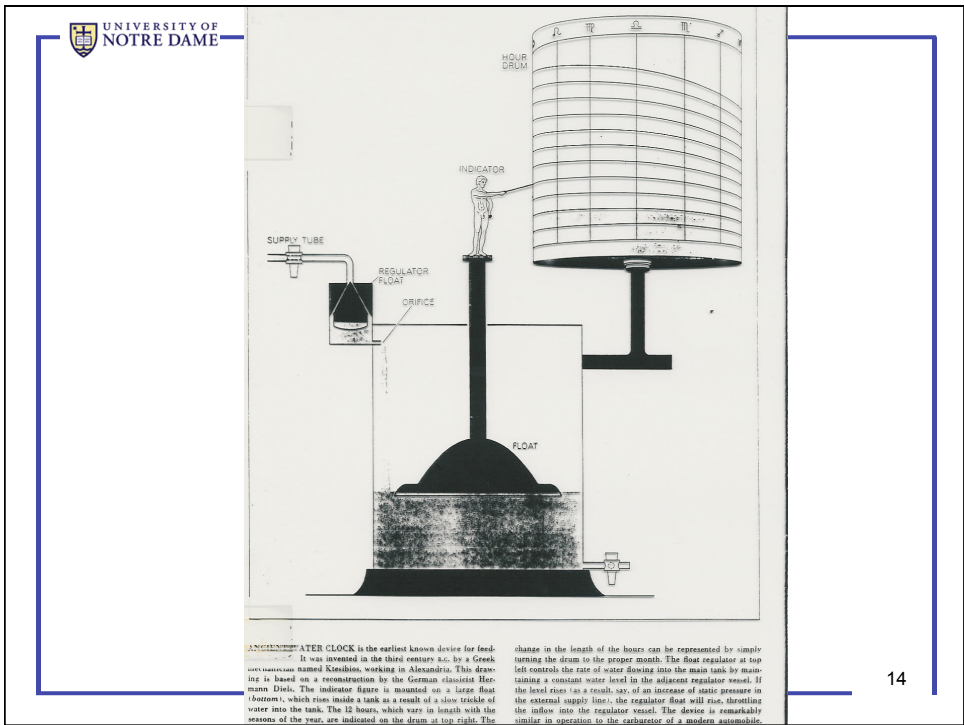 UNIVERSITY OF
NOTRE DAME
HOUR
DRUM
INDICATOR
SUPPLY TUBE
REGULATOR
FLOAT
ORIFICE
FLOAT
ANCIENT WATER CLOCK is the earliest known device for feed-
It was invented in the third century B.C. by a Greek
mechanician named Ktesibios, working in Alexandria. This draw-
ing is based on a reconstruction by the German classicist Her-
mann Diels. The indicator figure is mounted on a large float
(bottom), which rises inside a tank as a result of a slow trickle of
water into the tank. The 12 hours, which vary in length with the
seasons of the year, are indicated on the drum at top right. The
change in the length of the hours can be represented by simply
turning the drum to the proper month. The float regulator at top
left controls the rate of water flowing into the main tank by main-
taining a constant water level in the adjacent regulator vessel. If
the level rises (as a result, say, of an increase of static pressure in
the external supply line), the regulator float will rise, throttling
the inflow into the regulator vessel. The device is remarkably
similar in operation to the carburetor of a modern automobile.
14